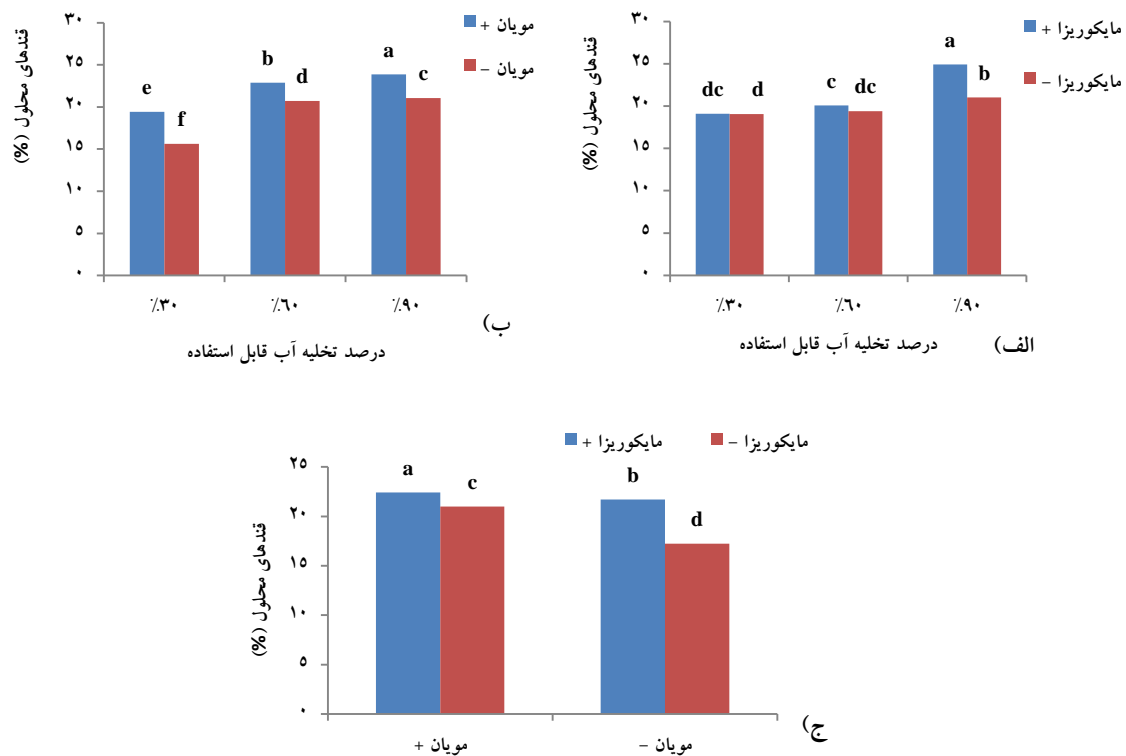 مایکوریزا +
مایکوریزا −
قندهای محلول (%)
۳۰
۲۵
۲۰
۱۵
۱۰
۵
۰
dc d c dc a b
٪۳۰ ٪۶۰ ٪۹۰
درصد تخلیه آب قابل استفاده
الف)
مویان +
مویان −
قندهای محلول (%)
۳۰
۲۵
۲۰
۱۵
۱۰
۵
۰
e f b d a c
٪۳۰ ٪۶۰ ٪۹۰
درصد تخلیه آب قابل استفاده
ب)
مایکوریزا + مایکوریزا −
قندهای محلول (%)
۲۵
۲۰
۱۵
۱۰
۵
۰
a c b d
مویان + مویان −
ج)